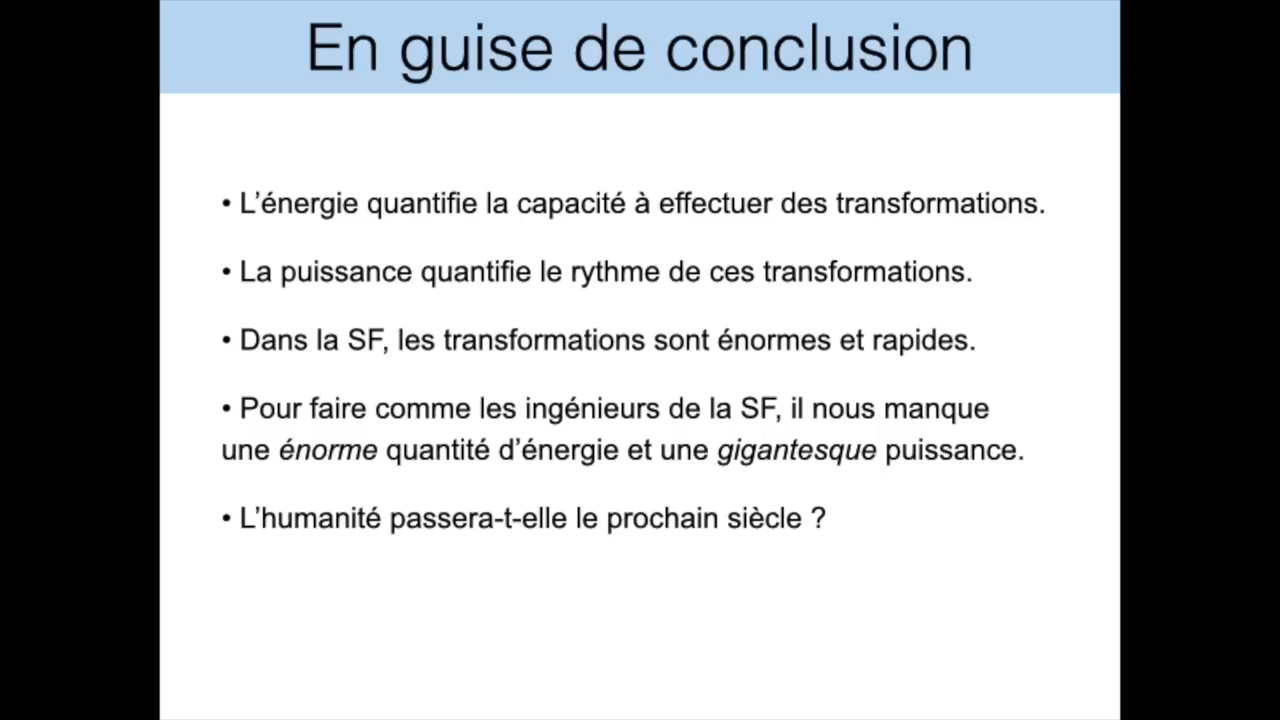 En guise de conclusion
• L’énergie quantifie la capacité à effectuer des transformations.
• La puissance quantifie le rythme de ces transformations.
• Dans la SF, les transformations sont énormes et rapides.
• Pour faire comme les ingénieurs de la SF, il nous manque
une énorme quantité d’énergie et une gigantesque puissance.
• L’humanité passera-t-elle le prochain siècle ?